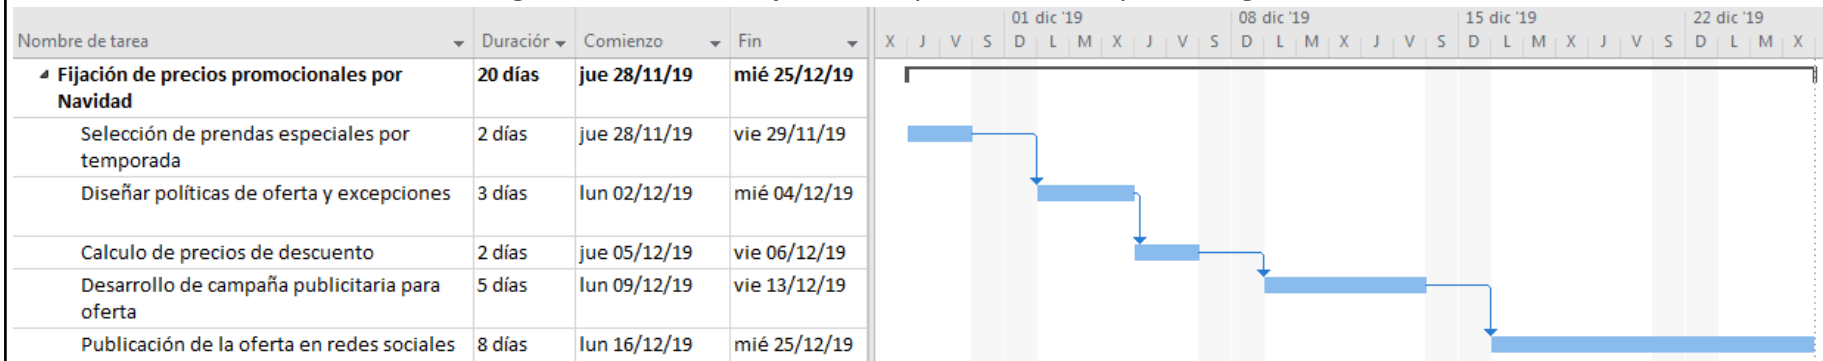 01 dic '19 08 dic '19 15 dic '19 22 dic '19
Nombre de tarea Duración Comienzo Fin X J V S D L M X J V S D L M X J V S D L M X J V S D L M X
Fijación de precios promocionales por 20 días jue 28/11/19 mié 25/12/19
Navidad
Selección de prendas especiales por 2 días jue 28/11/19 vie 29/11/19
temporada
Diseñar políticas de oferta y excepciones 3 días lun 02/12/19 mié 04/12/19
Calculo de precios de descuento 2 días jue 05/12/19 vie 06/12/19
Desarrollo de campaña publicitaria para 5 días lun 09/12/19 vie 13/12/19
oferta
Publicación de la oferta en redes sociales 8 días lun 16/12/19 mié 25/12/19